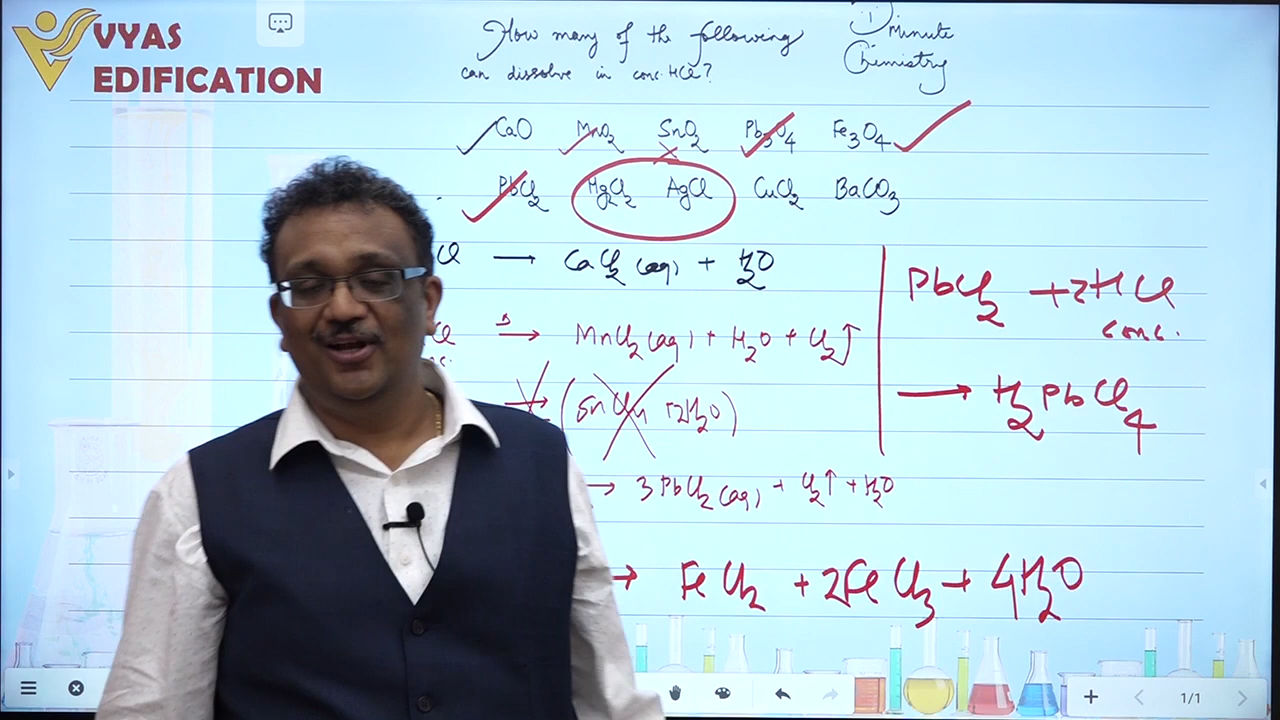 VYAS
EDIFICATION
How many of the following
can dissolve in conc. HCl?
1 minute
Chemistry
CaO MnO2 SnO2 Pb3O4 Fe3O4
PbCl2 Hg2Cl2 AgCl CuCl2 BaCO3
Cl → CaCl2 (aq) + H2O
Cl Δ → MnCl2 (aq) + H2O + Cl2↑
→ (SnCl4 + 2H2O)
→ 3PbCl2 (aq) + Cl2↑ + H2O
→ FeCl2 + 2FeCl3 + 4H2O
PbCl2 + 2HCl
conc.
→ H2PbCl4
1/1